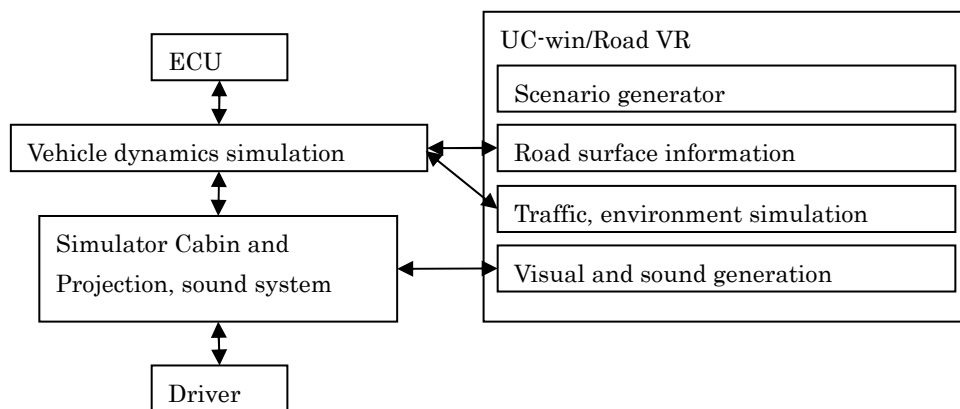 ECU
Vehicle dynamics simulation
Simulator Cabin and
Projection, sound system
Driver
UC-win/Road VR
Scenario generator
Road surface information
Traffic, environment simulation
Visual and sound generation